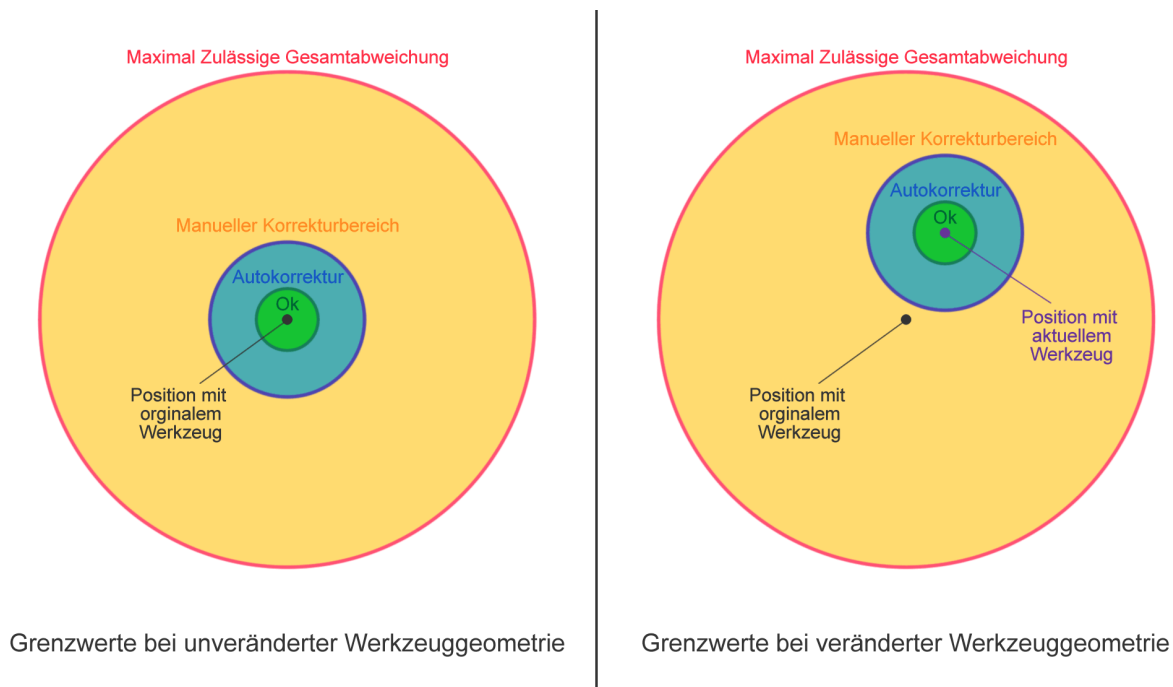 Maximal Zulässige Gesamtabweichung
Manueller Korrekturbereich
Autokorrektur
Ok
Position mit
orginalem
Werkzeug
Grenzwerte bei unveränderter Werkzeuggeometrie
Maximal Zulässige Gesamtabweichung
Manueller Korrekturbereich
Autokorrektur
Ok
Position mit
aktuellem
Werkzeug
Position mit
orginalem
Werkzeug
Grenzwerte bei veränderter Werkzeuggeometrie